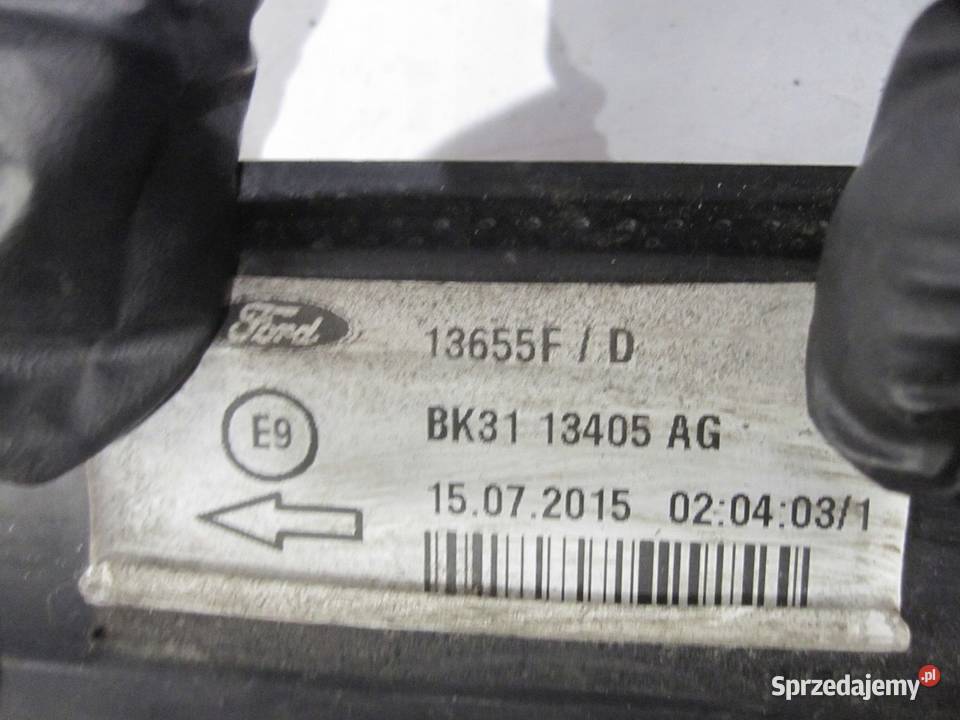 Ford
13655F / D
E9
BK31 13405 AG
15.07.2015 02:04:03/1
Sprzedajemy.pl